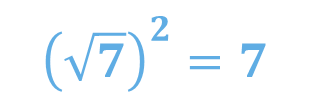 (√7)² = 7